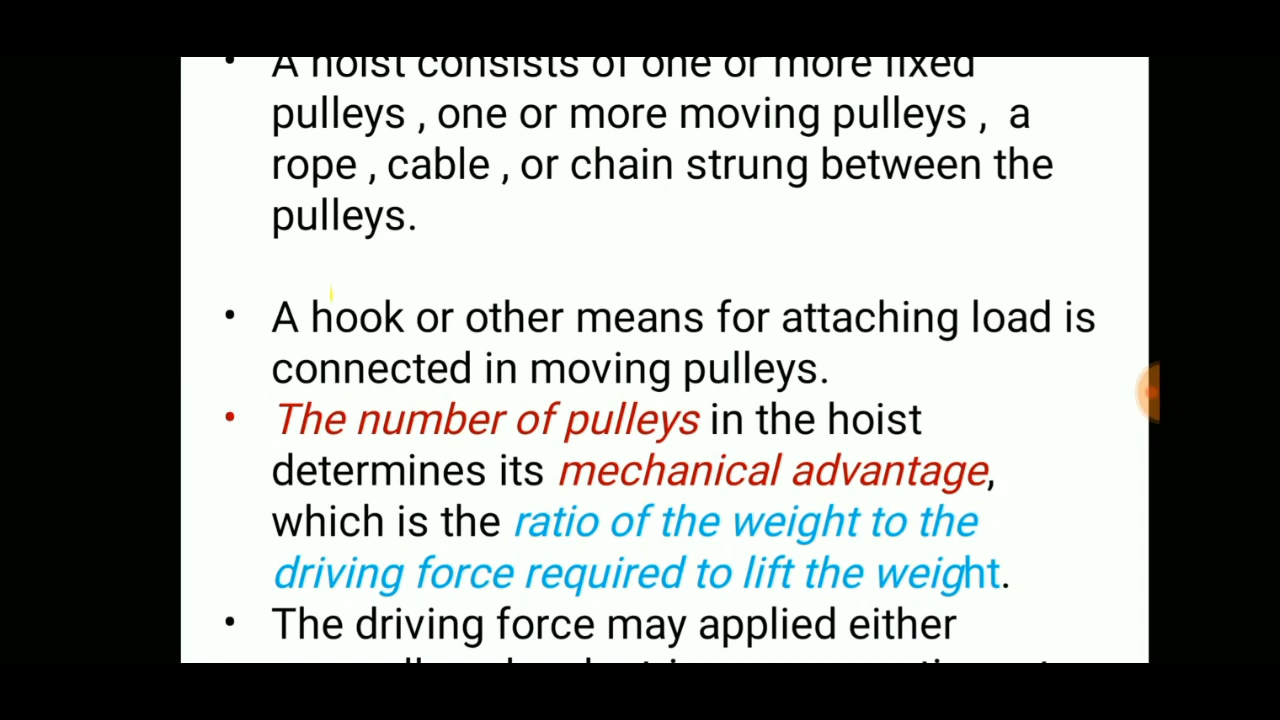 • A hoist consists of one or more fixed
pulleys , one or more moving pulleys , a
rope , cable , or chain strung between the
pulleys.
• A hook or other means for attaching load is
connected in moving pulleys.
• The number of pulleys in the hoist
determines its mechanical advantage,
which is the ratio of the weight to the
driving force required to lift the weight.
• The driving force may applied either